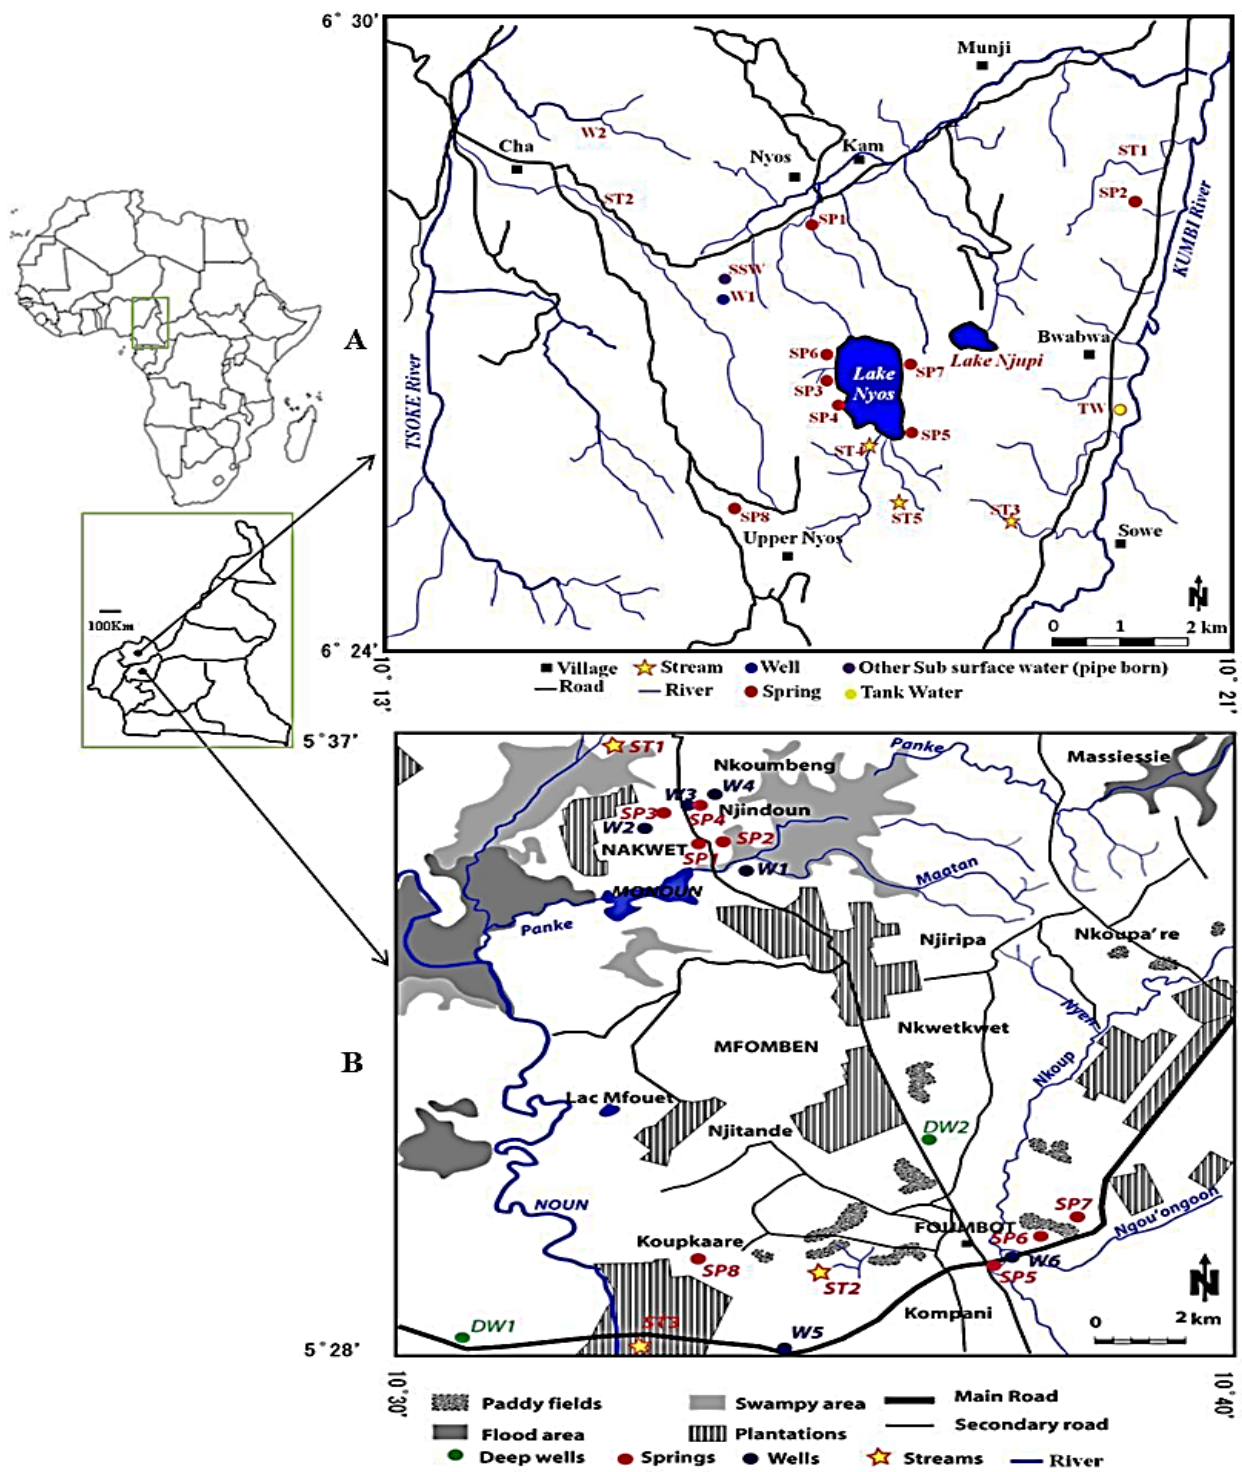 6° 30'
Munji
W2
Cha
Nyos
Kam
ST1
SP2
ST2
SP1
KUMBI River
SSW
W1
A
SP6
SP7
Lake Njupi
Bwabwa
Lake
Nyos
SP3
SP4
TW
TSOKE River
SP5
ST4
SP8
ST5
ST3
Upper Nyos
Sowe
N
100Km
0 1 2 km
6° 24'
10° 13'
10° 21'
Village Stream Well Other Sub surface water (pipe born)
Road River Spring Tank Water
5°37'
ST1
Panke
Massiessie
Nkoumbeng
W3
W4
SP3
SP4
Njindoun
W2
NAKWET
SP1
SP2
W1
Maatan
MONOUN
Panke
Njiripa
Nkoupa're
Nyen
Nkwetkwet
MFOMBEN
B
Nkoup
Lac Mfouet
DW2
Njitande
NOUN
SP7
Ngou'ongoon
FOUMBOT
SP6
Koupkaare
SP8
W6
SP5
ST2
N
Kompani
0 2 km
DW1
ST3
W5
5°28'
10°30'
10°40'
Paddy fields Swampy area Main Road
Flood area Plantations Secondary road
Deep wells Springs Wells Streams River